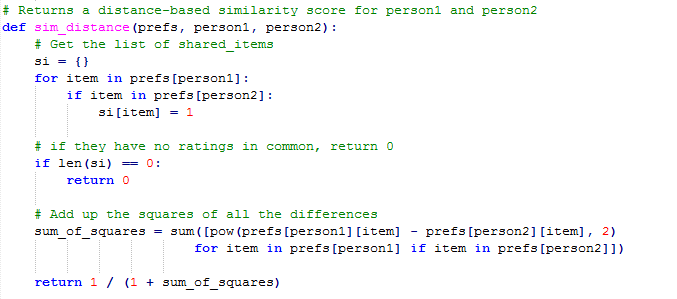 # Returns a distance-based similarity score for person1 and person2
def sim_distance(prefs, person1, person2):
    # Get the list of shared_items
    si = {}
    for item in prefs[person1]:
        if item in prefs[person2]:
            si[item] = 1

    # if they have no ratings in common, return 0
    if len(si) == 0:
        return 0

    # Add up the squares of all the differences
    sum_of_squares = sum([pow(prefs[person1][item] - prefs[person2][item], 2)
                        for item in prefs[person1] if item in prefs[person2]])

    return 1 / (1 + sum_of_squares)